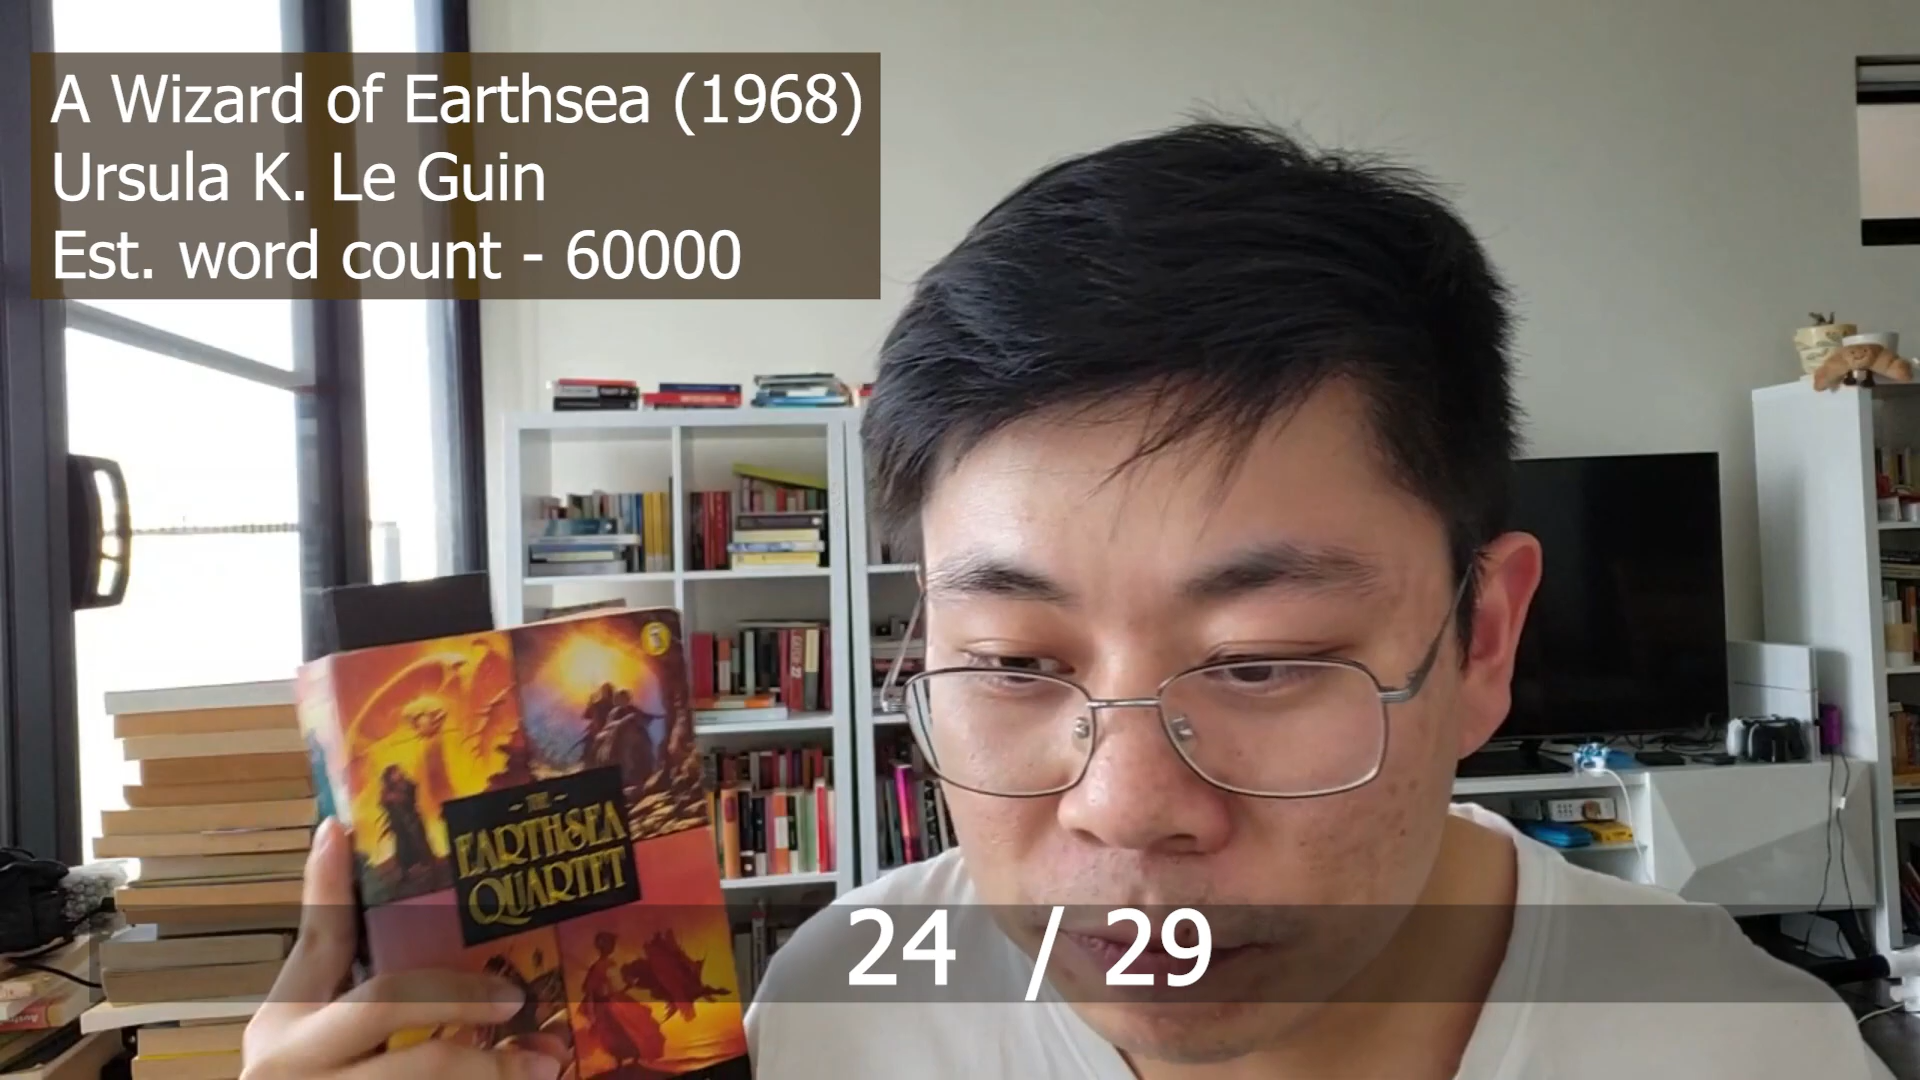 A Wizard of Earthsea (1968)
Ursula K. Le Guin
Est. word count - 60000
THE
EARTHSEA
QUARTET
24 / 29